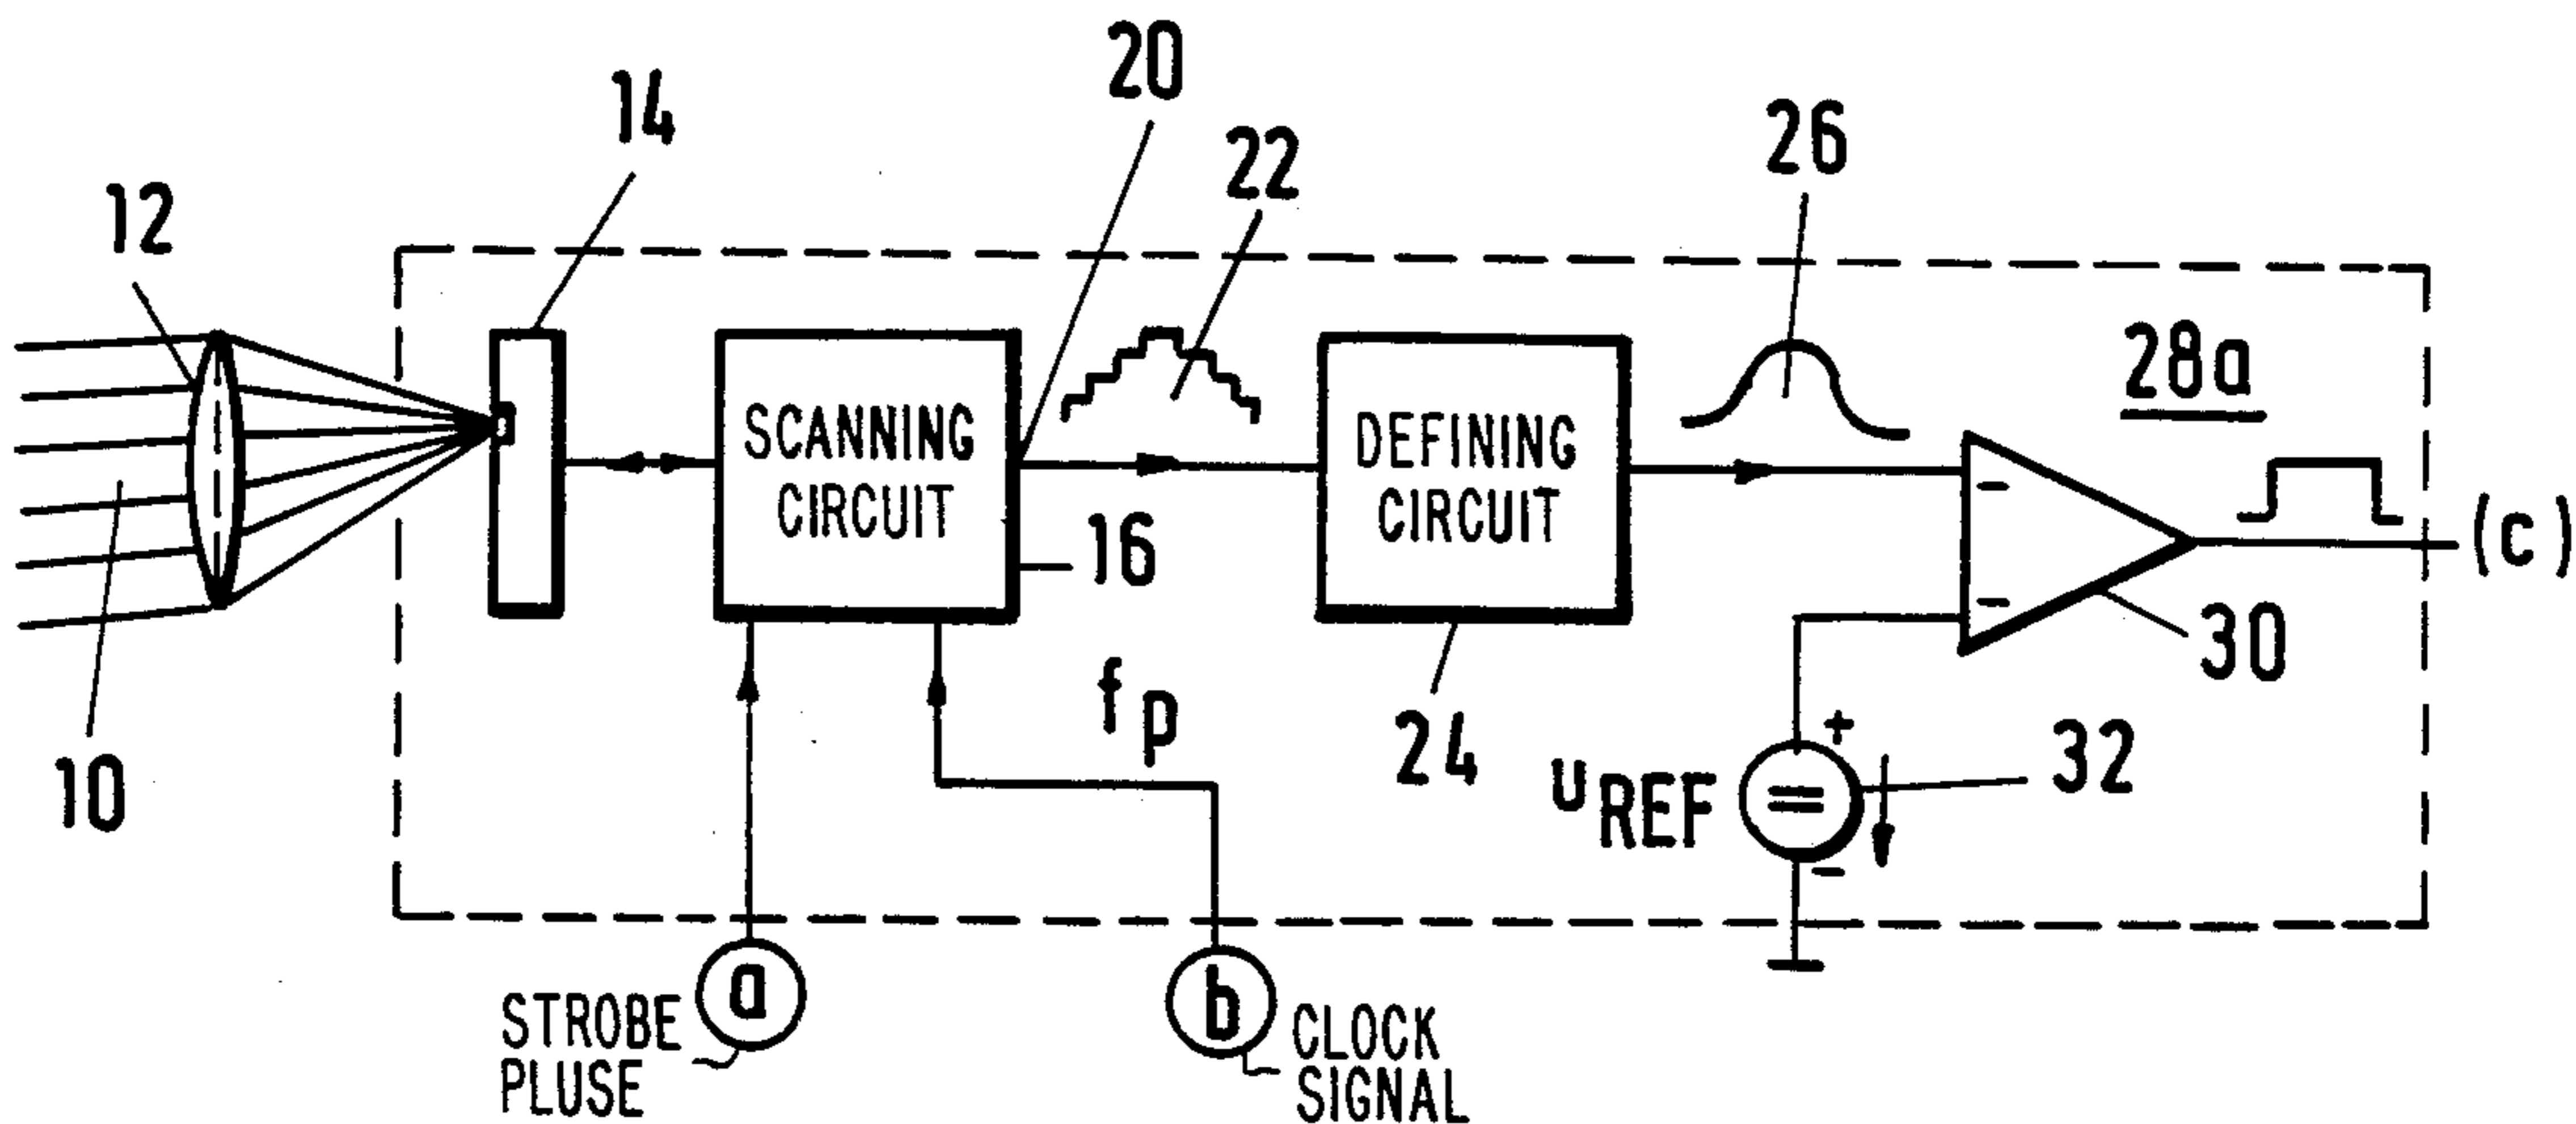 20
14
22
26
12
28a
SCANNING
CIRCUIT
DEFINING
CIRCUIT
-
-
(c)
16
30
fp
24
10
uREF
+
=
-
32
a
STROBE
PLUSE
b
CLOCK
SIGNAL